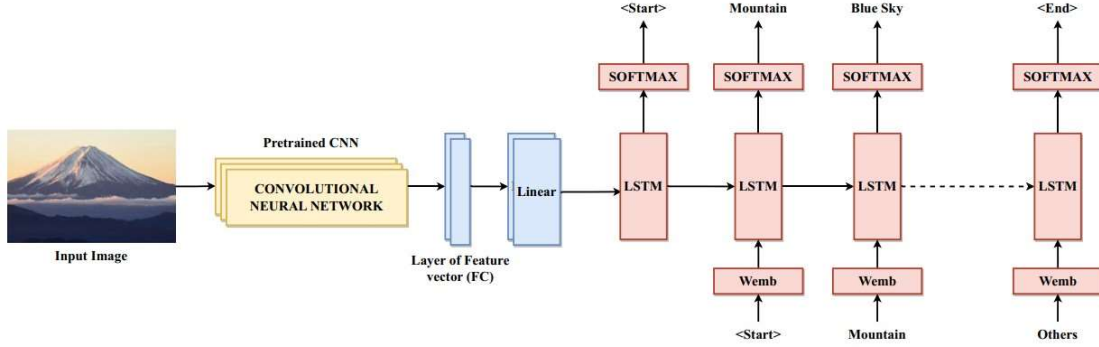 <Start>
Mountain
Blue Sky
<End>
SOFTMAX
SOFTMAX
SOFTMAX
SOFTMAX
Pretrained CNN
CONVOLUTIONAL
NEURAL NETWORK
Linear
LSTM
LSTM
LSTM
LSTM
Input Image
Layer of Feature
vector (FC)
Wemb
Wemb
Wemb
<Start>
Mountain
Others